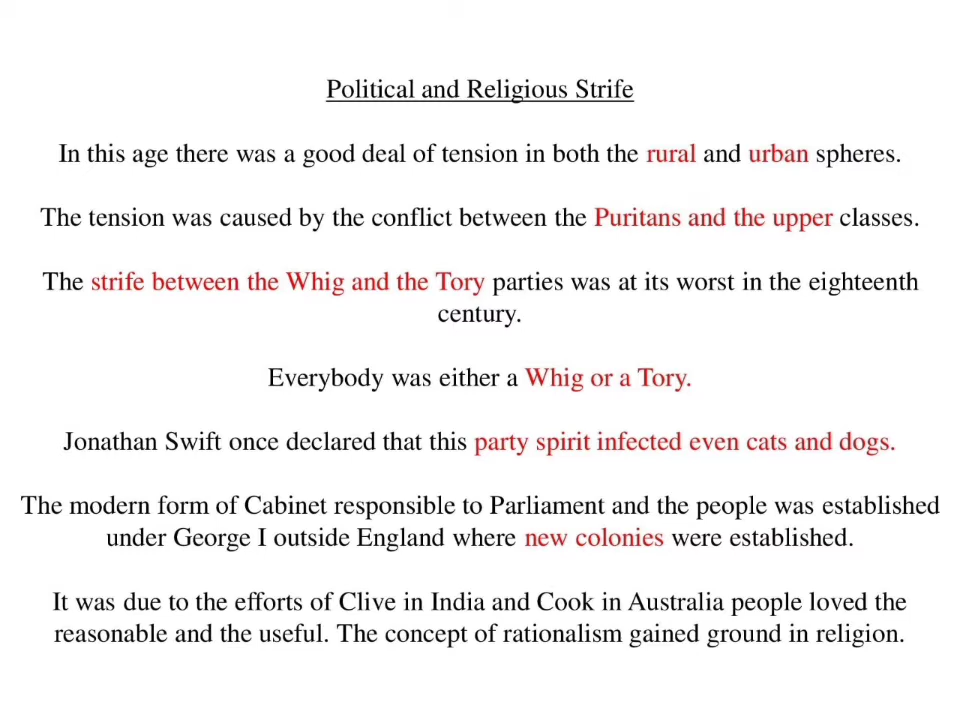 Political and Religious Strife
In this age there was a good deal of tension in both the rural and urban spheres.
The tension was caused by the conflict between the Puritans and the upper classes.
The strife between the Whig and the Tory parties was at its worst in the eighteenth
century.
Everybody was either a Whig or a Tory.
Jonathan Swift once declared that this party spirit infected even cats and dogs.
The modern form of Cabinet responsible to Parliament and the people was established
under George I outside England where new colonies were established.
It was due to the efforts of Clive in India and Cook in Australia people loved the
reasonable and the useful. The concept of rationalism gained ground in religion.